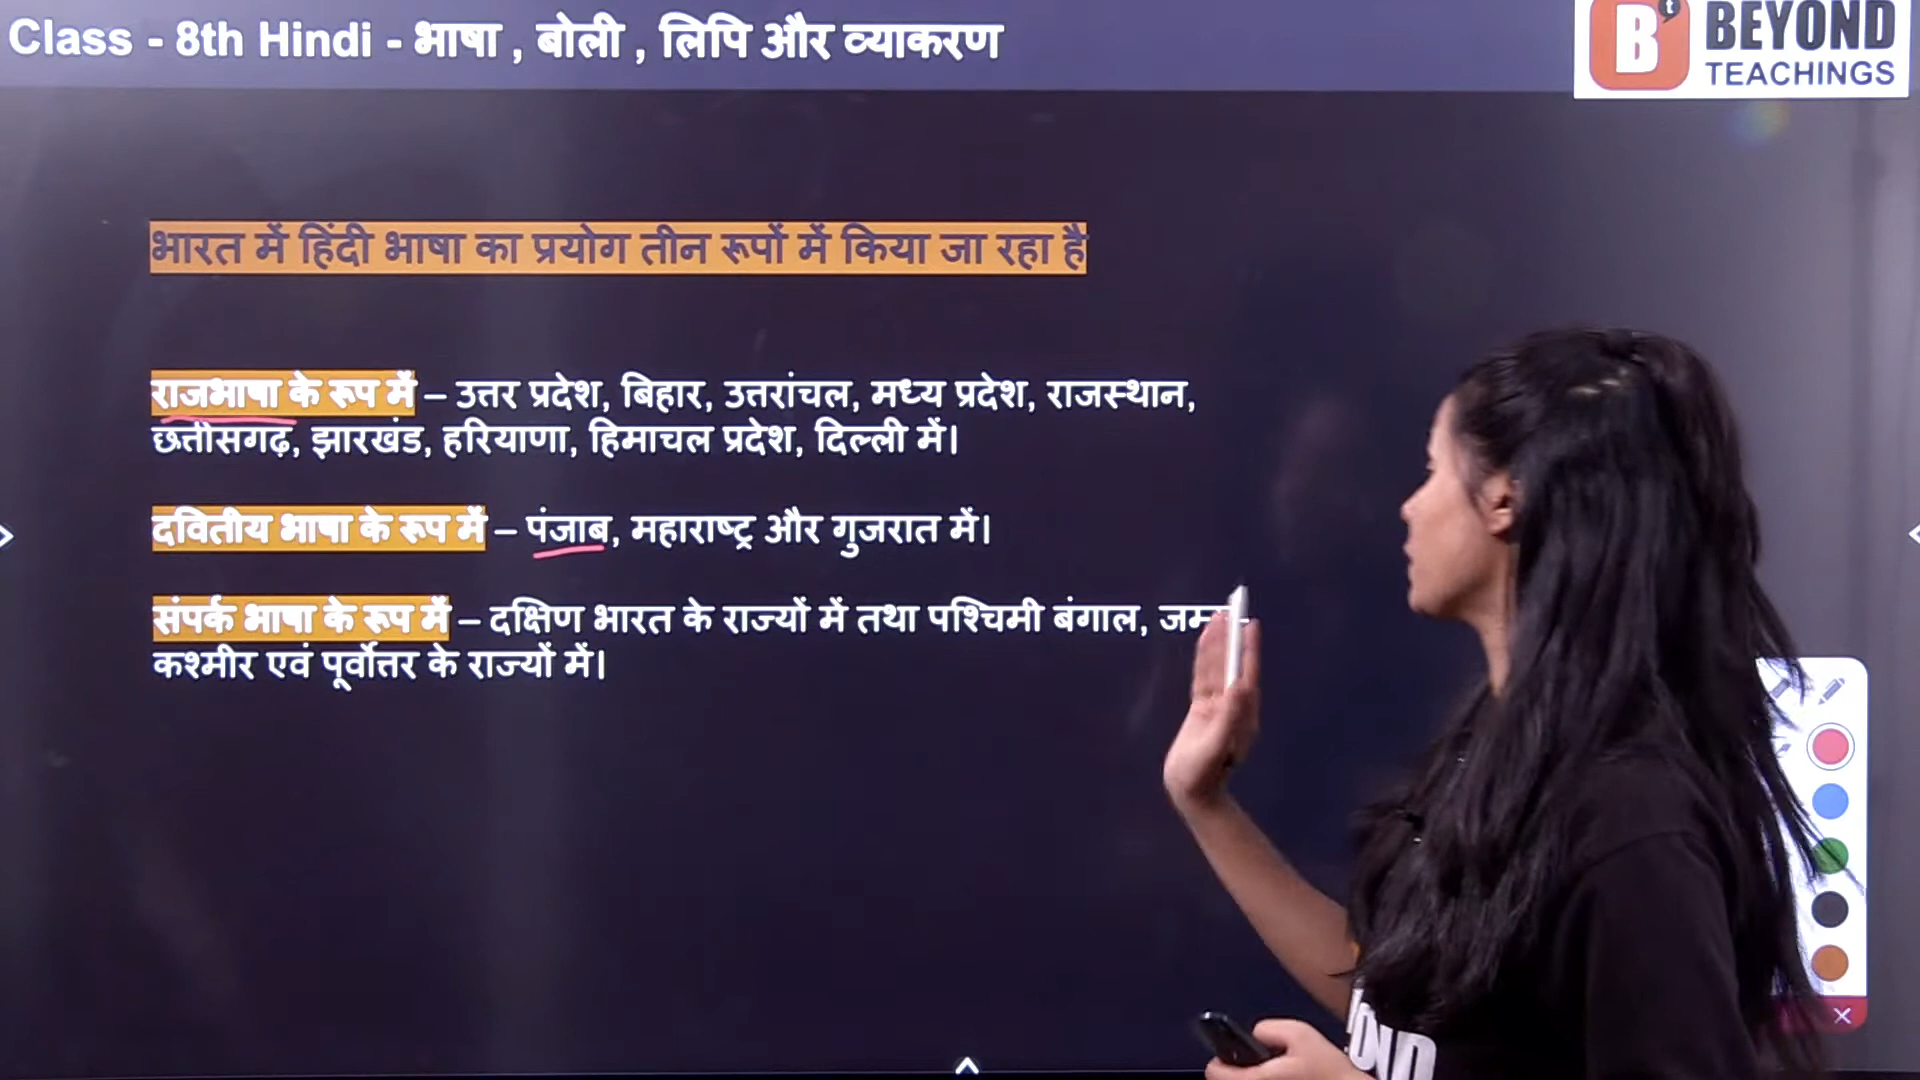 Class - 8th Hindi - भाषा , बोली , लिपि और व्याकरण
B't BEYOND
TEACHINGS
भारत में हिंदी भाषा का प्रयोग तीन रूपों में किया जा रहा है
राजभाषा के रूप में – उत्तर प्रदेश, बिहार, उत्तरांचल, मध्य प्रदेश, राजस्थान,
छत्तीसगढ़, झारखंड, हरियाणा, हिमाचल प्रदेश, दिल्ली में।
दवितीय भाषा के रूप में – पंजाब, महाराष्ट्र और गुजरात में।
संपर्क भाषा के रूप में – दक्षिण भारत के राज्यों में तथा पश्चिमी बंगाल,
कश्मीर एवं पूर्वोत्तर के राज्यों में।